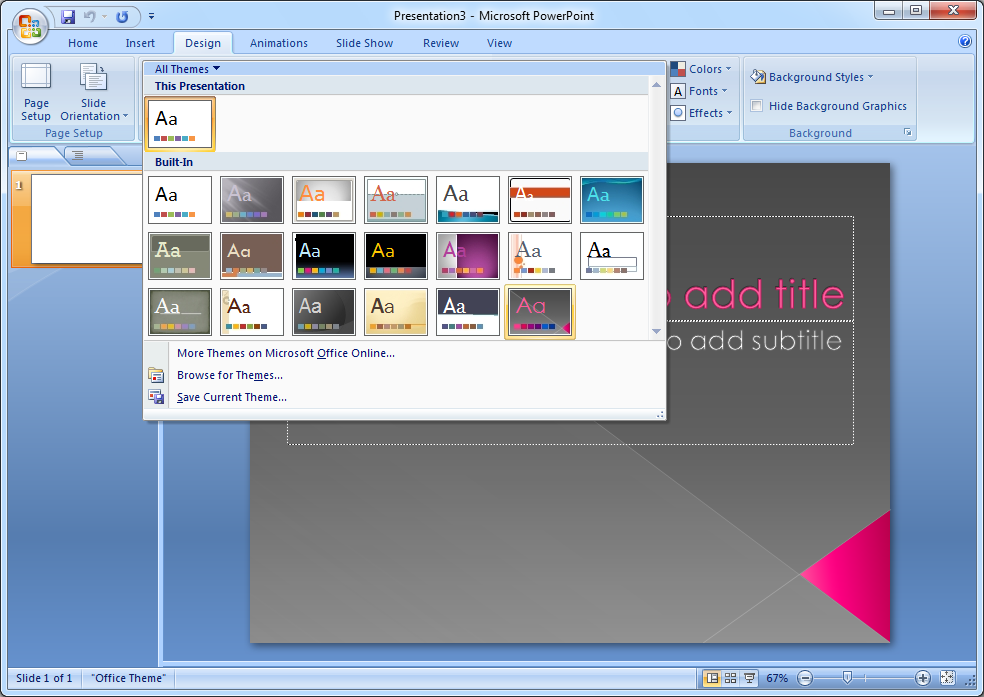 Presentation3 - Microsoft PowerPoint
Home Insert Design Animations Slide Show Review View
Page Setup
Slide Orientation
Page Setup
All Themes
This Presentation
Aa
Built-In
Aa Aa Aa Aa Aa Aa Aa
Aa Aa Aa Aa Aa Aa Aa
Aa Aa Aa Aa Aa Aa
More Themes on Microsoft Office Online...
Browse for Themes...
Save Current Theme...
Colors
A Fonts
Effects
Background Styles
Hide Background Graphics
Background
1
o add title
o add subtitle
Slide 1 of 1 "Office Theme" 67%